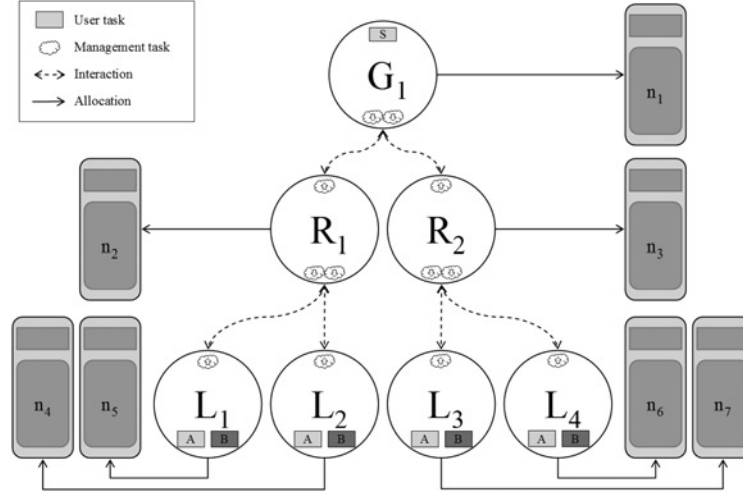 User task
Management task
Interaction
Allocation
S
G1
n1
R1
R2
n2
n3
L1
L2
L3
L4
A B
A B
A B
A B
n4
n5
n6
n7